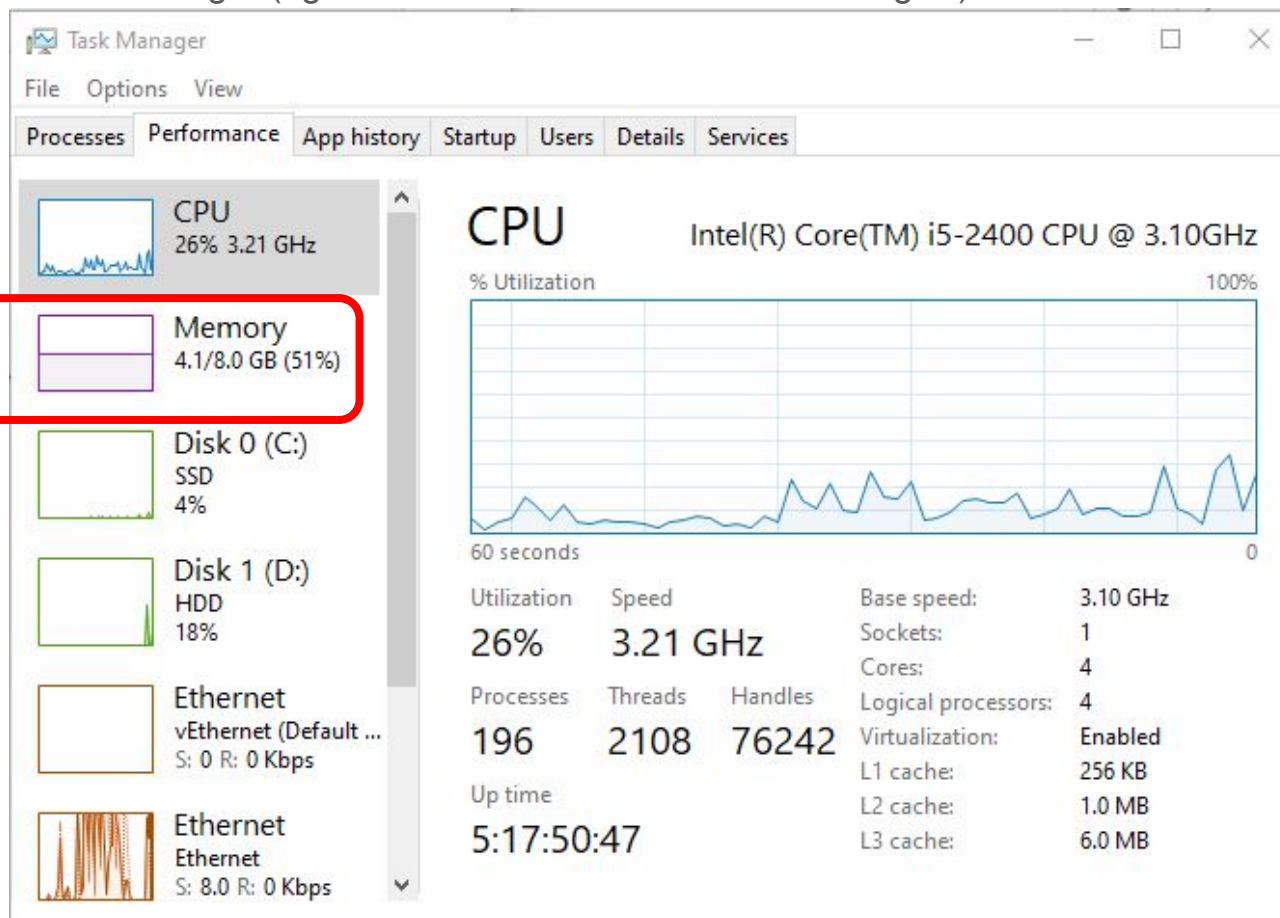 Task Manager
File Options View
Processes Performance App history Startup Users Details Services
CPU
26% 3.21 GHz
Memory
4.1/8.0 GB (51%)
Disk 0 (C:)
SSD
4%
Disk 1 (D:)
HDD
18%
Ethernet
vEthernet (Default ...
S: 0 R: 0 Kbps
Ethernet
Ethernet
S: 8.0 R: 0 Kbps
CPU Intel(R) Core(TM) i5-2400 CPU @ 3.10GHz
% Utilization 100%
60 seconds 0
Utilization Speed
26% 3.21 GHz
Processes Threads Handles
196 2108 76242
Up time
5:17:50:47
Base speed: 3.10 GHz
Sockets: 1
Cores: 4
Logical processors: 4
Virtualization: Enabled
L1 cache: 256 KB
L2 cache: 1.0 MB
L3 cache: 6.0 MB